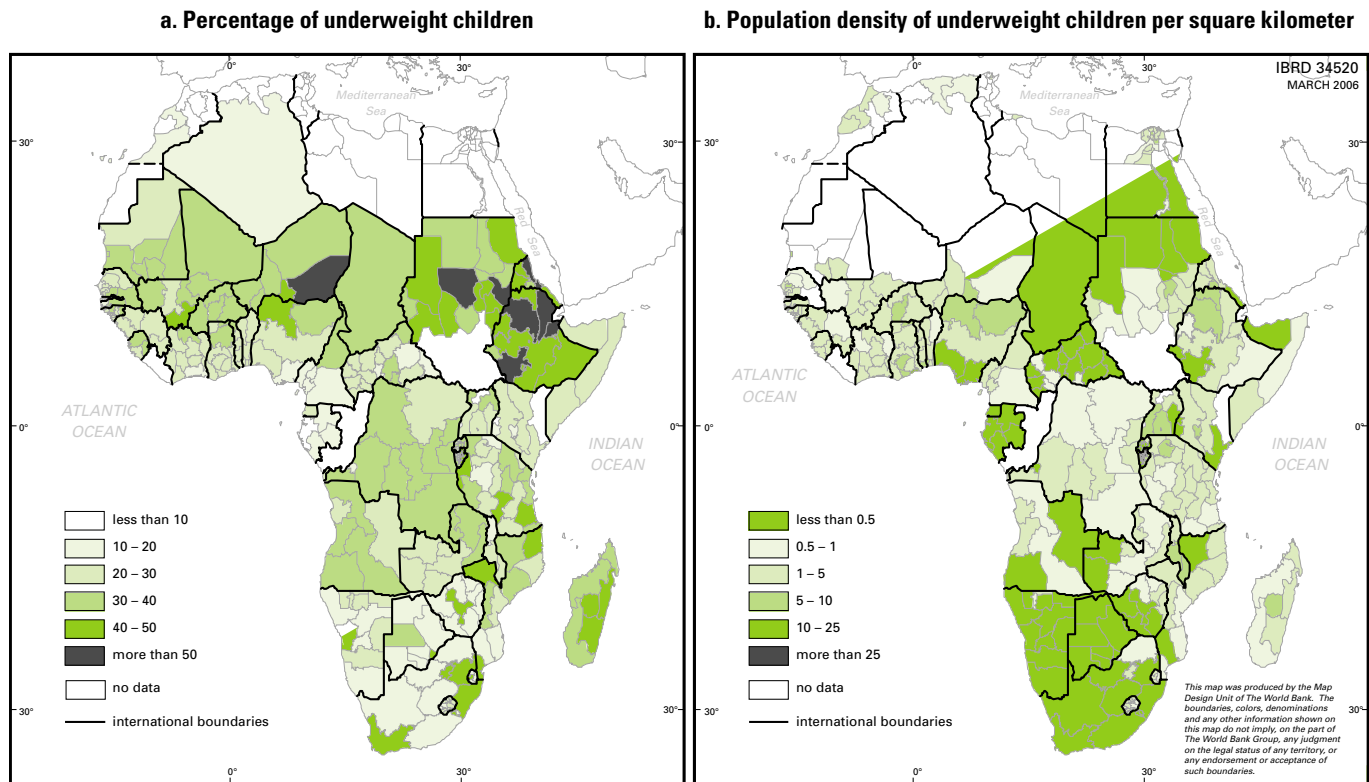 a. Percentage of underweight children
0°
30°
Mediterranean
Sea
30°
Red Sea
ATLANTIC
OCEAN
0°
INDIAN
OCEAN
less than 10
10 – 20
20 – 30
30 – 40
40 – 50
more than 50
no data
international boundaries
30°
0°
30°
b. Population density of underweight children per square kilometer
0°
30°
IBRD 34520
MARCH 2006
Mediterranean
Sea
30°
30°
Red Sea
ATLANTIC
OCEAN
0°
0°
INDIAN
OCEAN
less than 0.5
0.5 – 1
1 – 5
5 – 10
10 – 25
more than 25
no data
international boundaries
30°
30°
0°
30°
This map was produced by the Map
Design Unit of The World Bank. The
boundaries, colors, denominations
and any other information shown on
this map do not imply, on the part of
The World Bank Group, any judgment
on the legal status of any territory, or
any endorsement or acceptance of
such boundaries.